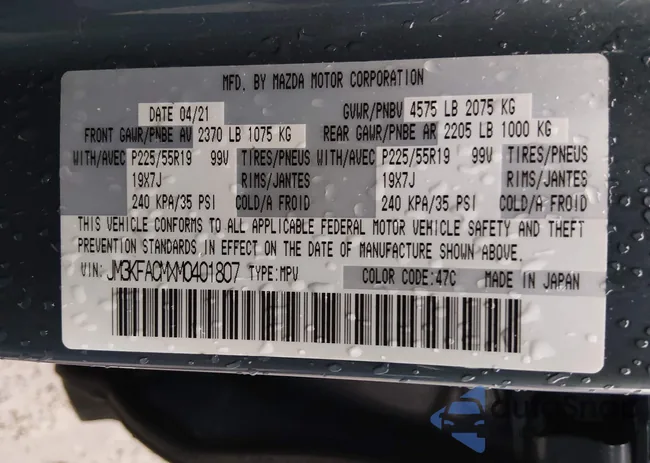 MFD. BY MAZDA MOTOR CORPORATION
DATE 04/21 GVWR/PNBV 4575 LB 2075 KG
FRONT GAWR/PNBE AV 2370 LB 1075 KG REAR GAWR/PNBE AR 2205 LB 1000 KG
WITH/AVEC P225/55R19 99V TIRES/PNEUS WITH/AVEC P225/55R19 99V TIRES/PNEUS
19X7J RIMS/JANTES 19X7J RIMS/JANTES
240 KPA/35 PSI COLD/A FROID 240 KPA/35 PSI COLD/A FROID
THIS VEHICLE CONFORMS TO ALL APPLICABLE FEDERAL MOTOR VEHICLE SAFETY AND THEFT
PREVENTION STANDARDS IN EFFECT ON THE DATE OF MANUFACTURE SHOWN ABOVE.
VIN: JM3KFACMXM0401807 TYPE:MPV COLOR CODE:47C MADE IN JAPAN